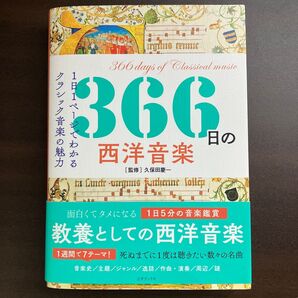 366 days of Classical music
1日1ページでわかる
クラシック音楽の魅力
366
日の
西洋音楽
[監修]久保田慶一
面白くてタメになる
1日5分の音楽鑑賞
教養としての西洋音楽
1週間で7テーマ!
死ぬまでに1度は聴きたい数々の名曲
音楽史/主題/ジャンル/逸話/作曲・演奏/周辺/謎